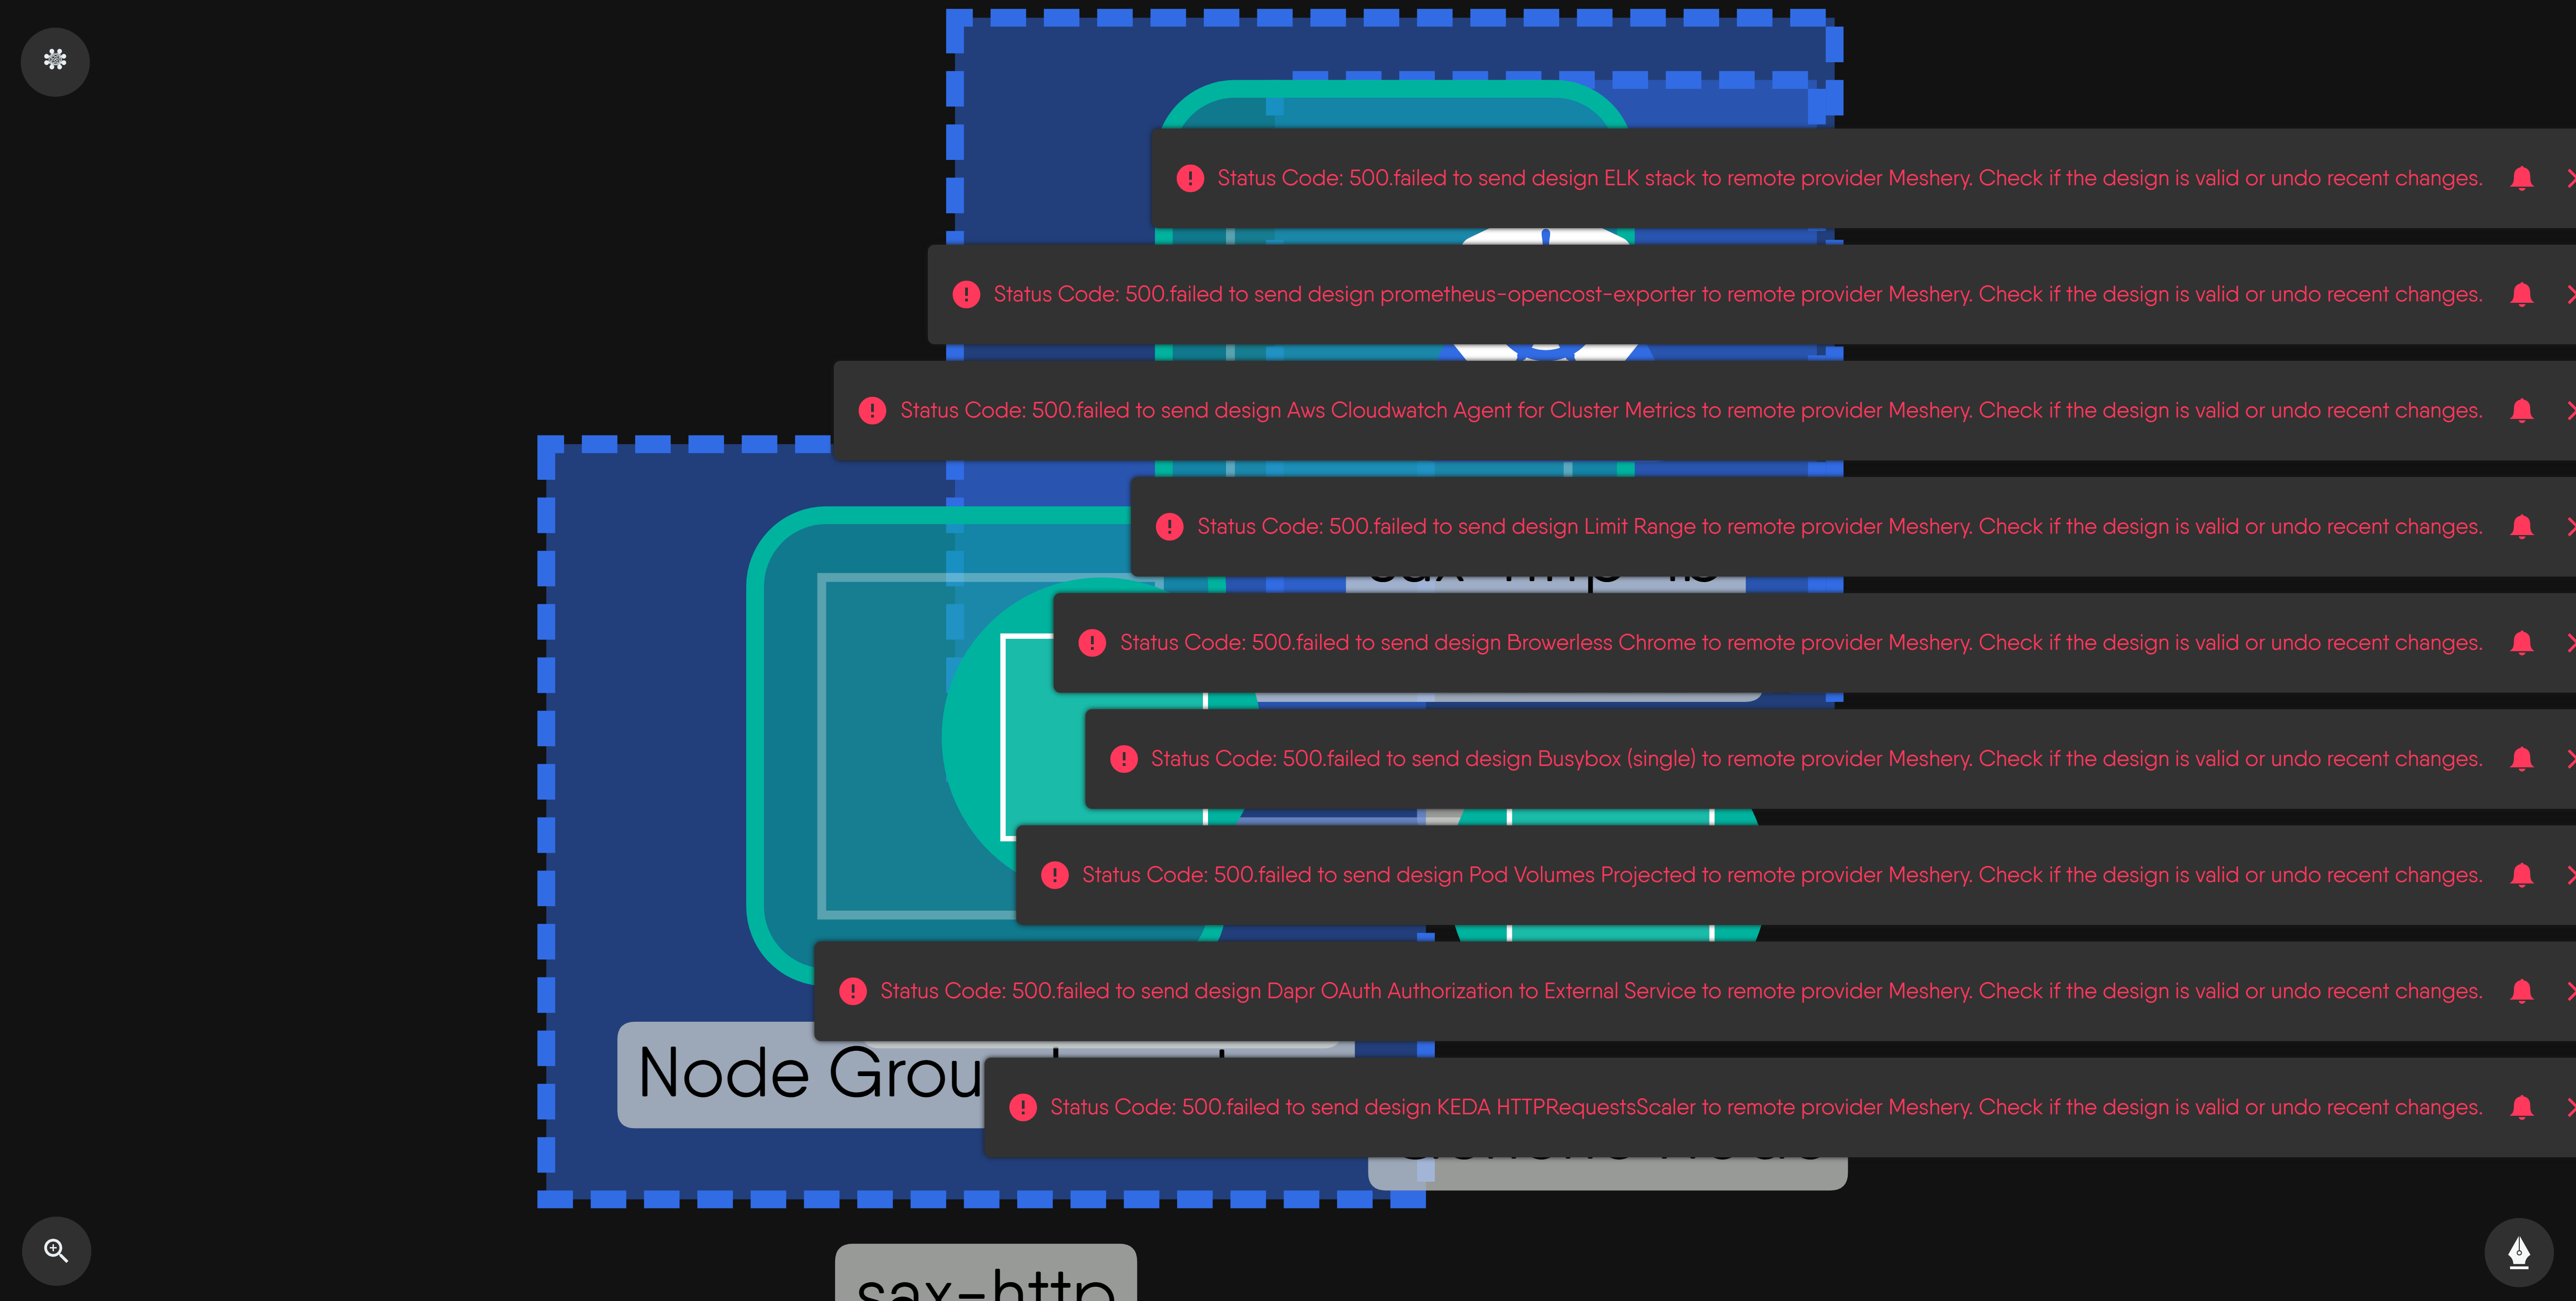 Status Code: 500.failed to send design ELK stack to remote provider Meshery. Check if the design is valid or undo recent changes.
Status Code: 500.failed to send design prometheus-opencost-exporter to remote provider Meshery. Check if the design is valid or undo recent changes.
Status Code: 500.failed to send design Aws Cloudwatch Agent for Cluster Metrics to remote provider Meshery. Check if the design is valid or undo recent changes.
Status Code: 500.failed to send design Limit Range to remote provider Meshery. Check if the design is valid or undo recent changes.
Status Code: 500.failed to send design Browerless Chrome to remote provider Meshery. Check if the design is valid or undo recent changes.
Status Code: 500.failed to send design Busybox (single) to remote provider Meshery. Check if the design is valid or undo recent changes.
Status Code: 500.failed to send design Pod Volumes Projected to remote provider Meshery. Check if the design is valid or undo recent changes.
Status Code: 500.failed to send design Dapr OAuth Authorization to External Service to remote provider Meshery. Check if the design is valid or undo recent changes.
Node Grou
Status Code: 500.failed to send design KEDA HTTPRequestsScaler to remote provider Meshery. Check if the design is valid or undo recent changes.
sax-http